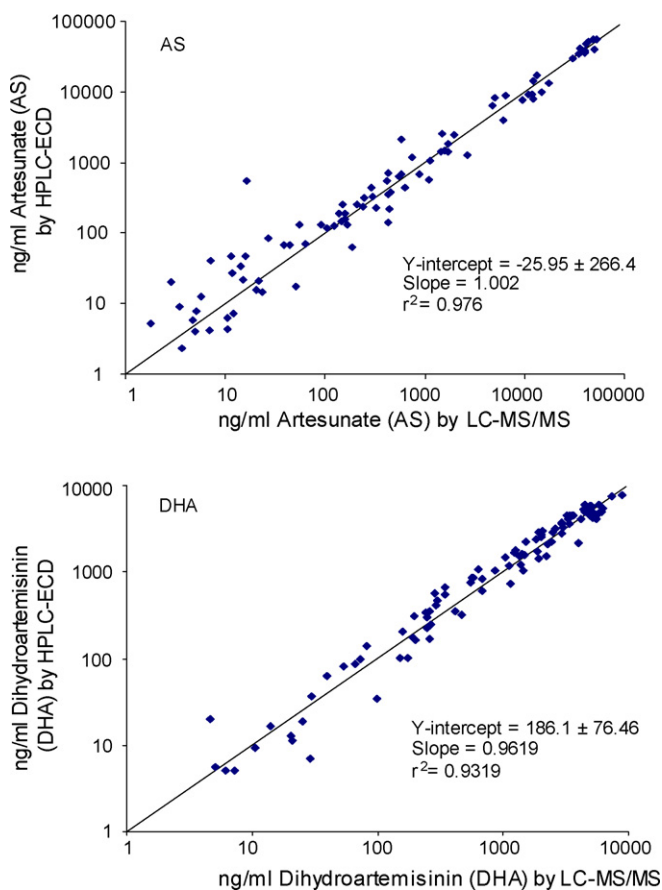 AS
100000
10000
1000
100
10
1
ng/ml Artesunate (AS)
by HPLC-ECD
Y-intercept = -25.95 ± 266.4
Slope = 1.002
r²= 0.976
1 10 100 1000 10000 100000
ng/ml Artesunate (AS) by LC-MS/MS
DHA
10000
1000
100
10
1
ng/ml Dihydroartemisinin
(DHA) by HPLC-ECD
Y-intercept = 186.1 ± 76.46
Slope = 0.9619
r²= 0.9319
1 10 100 1000 10000
ng/ml Dihydroartemisinin (DHA) by LC-MS/MS